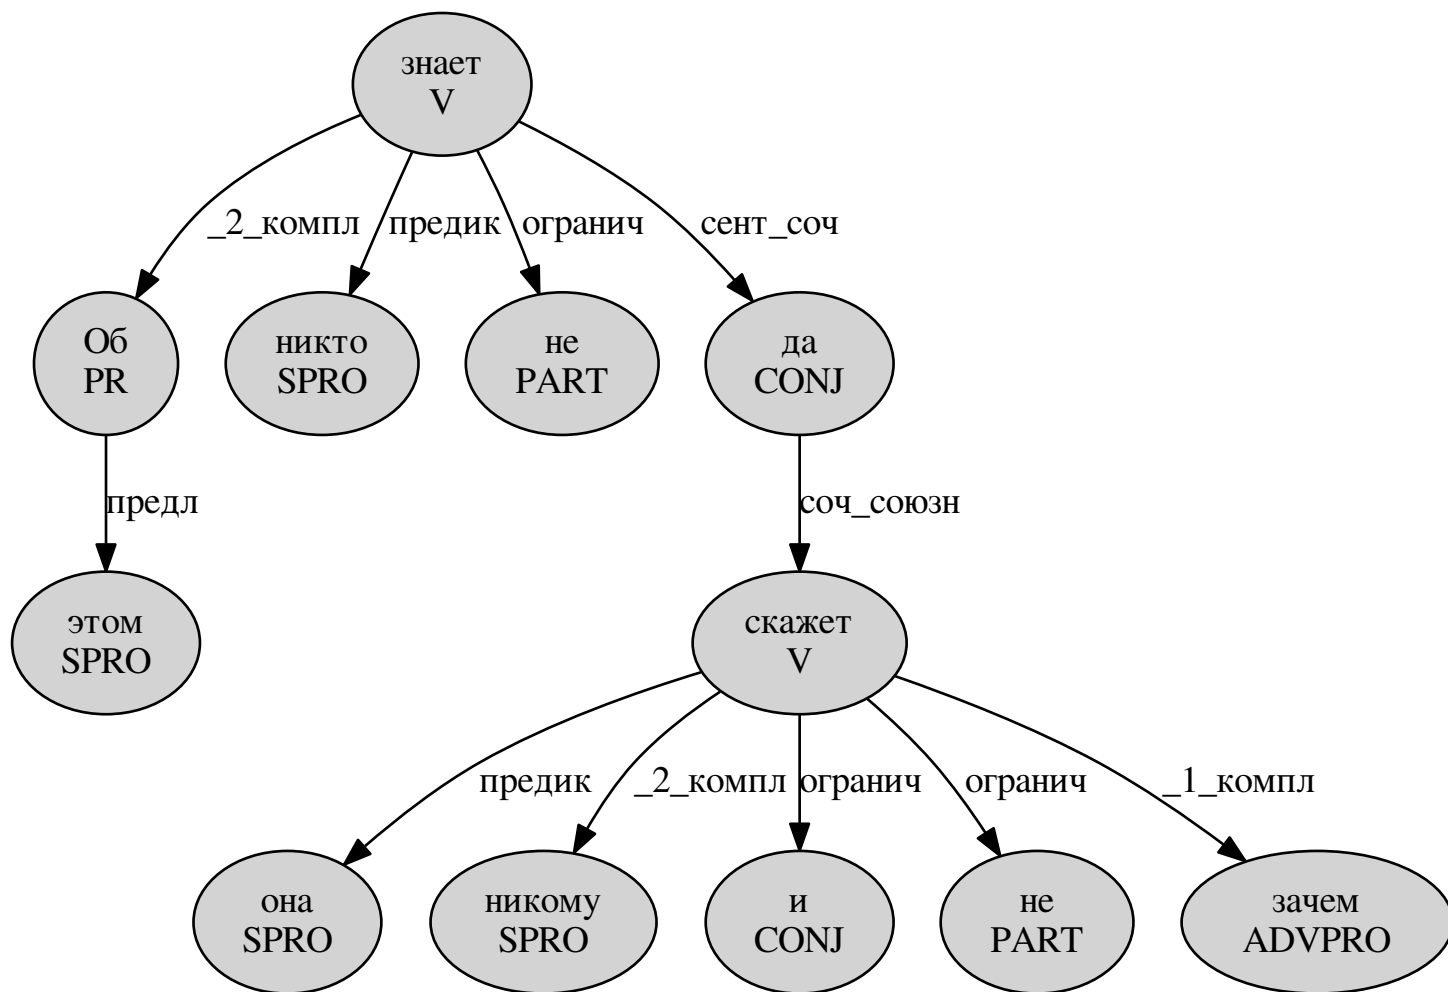 знает
V
_2_компл
предик
огранич
сент_соч
Об
PR
никто
SPRO
не
PART
да
CONJ
предл
соч_союзн
этом
SPRO
скажет
V
предик
_2_компл
огранич
огранич
_1_компл
она
SPRO
никому
SPRO
и
CONJ
не
PART
зачем
ADVPRO